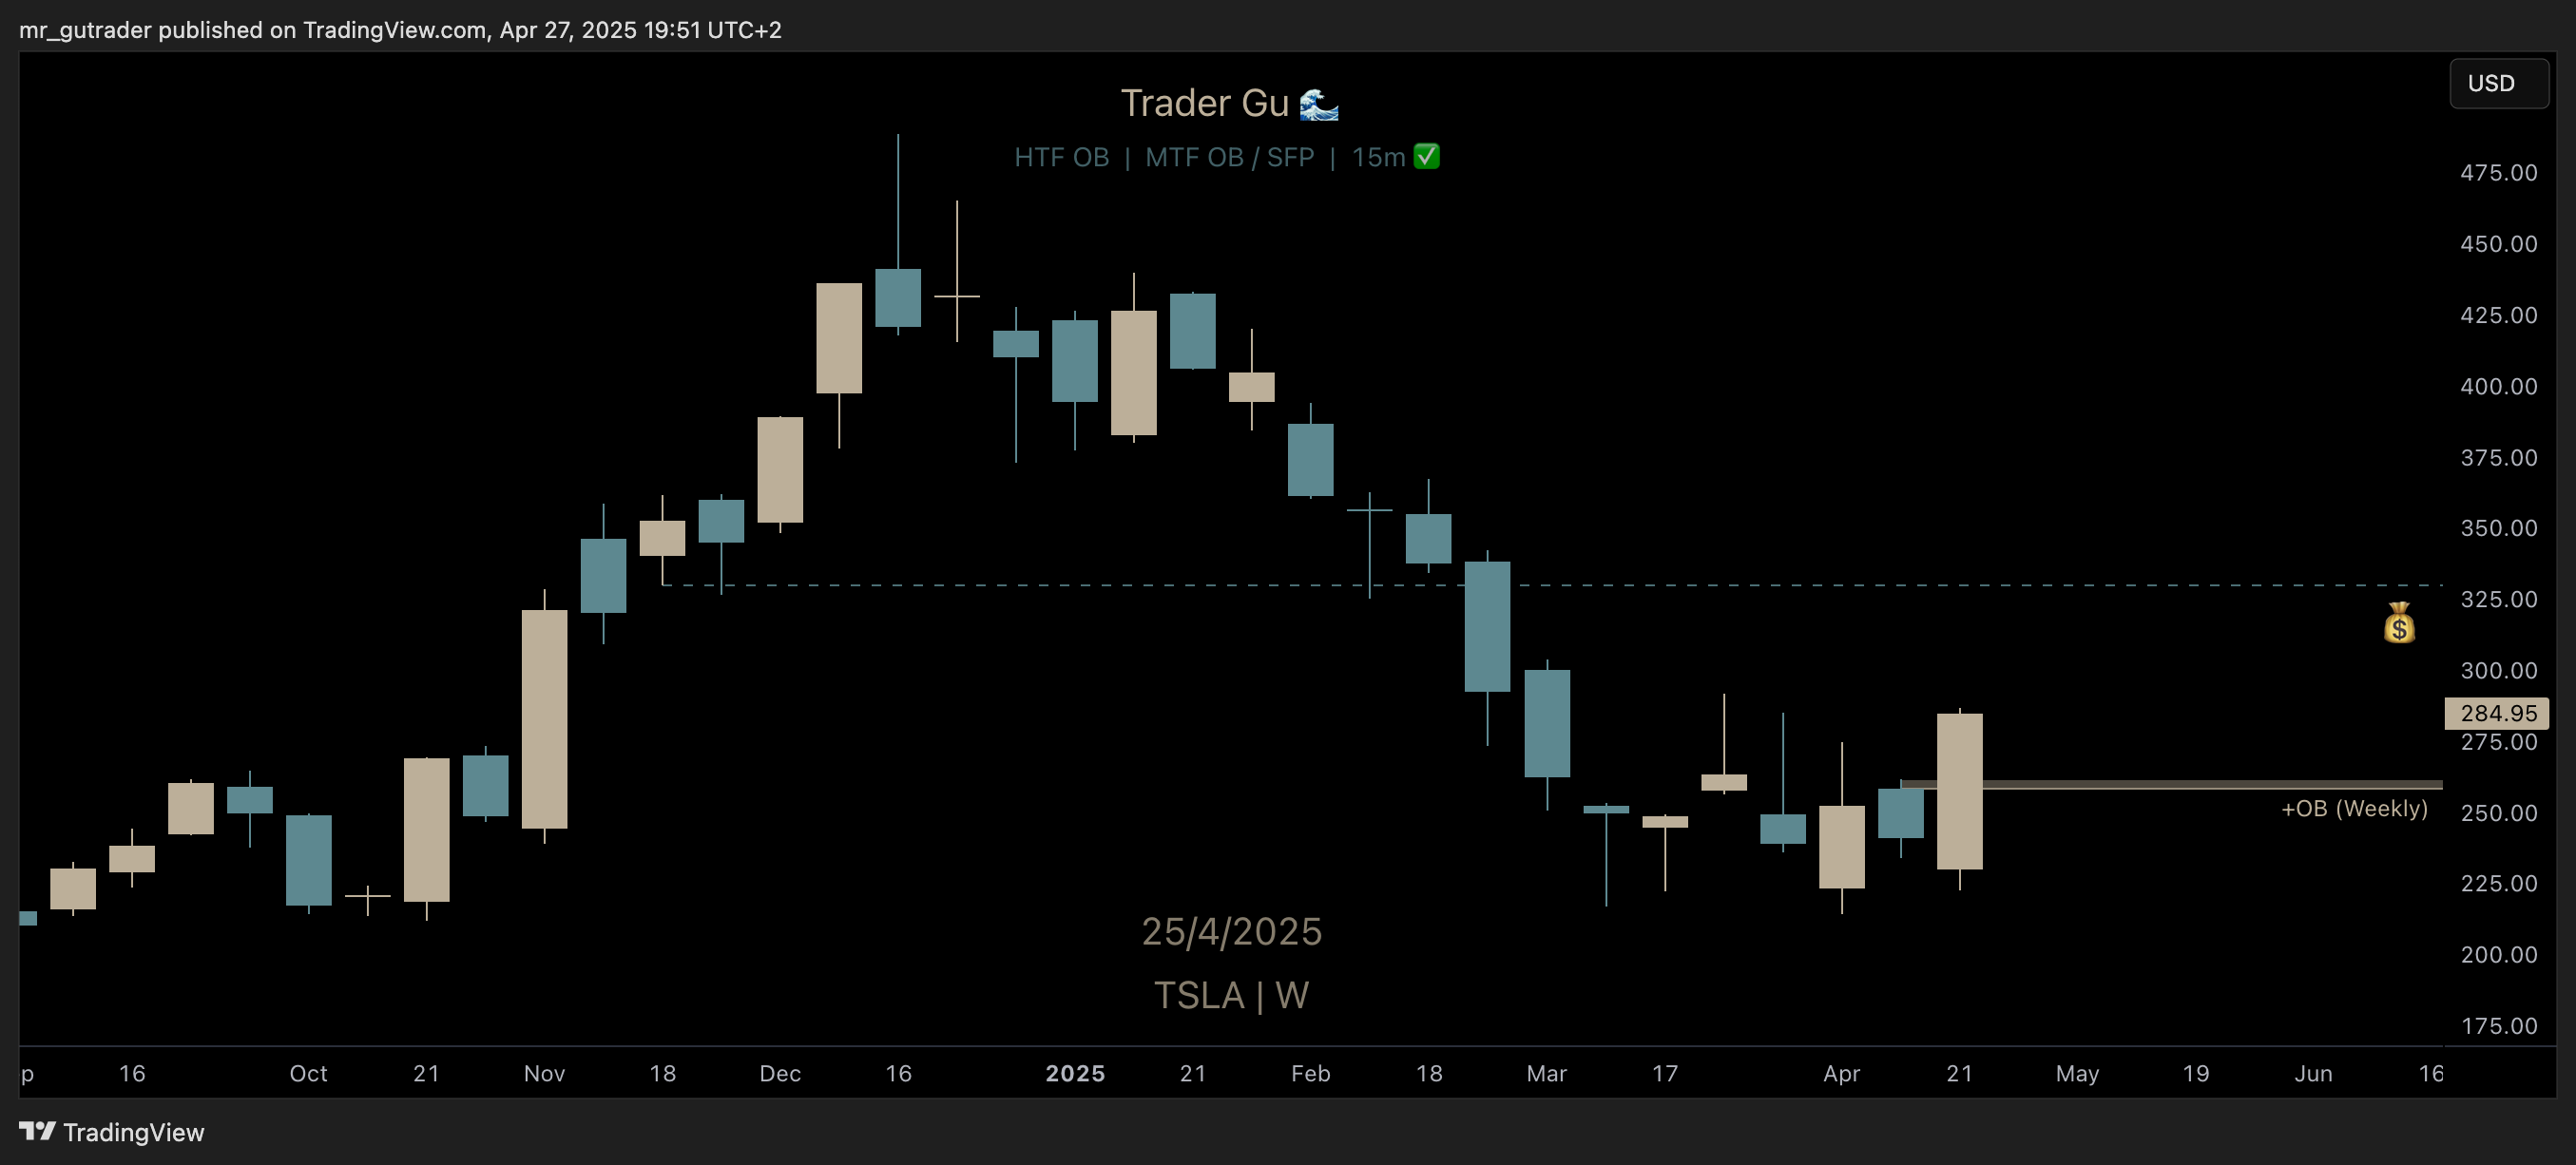 mr_gutrader published on TradingView.com, Apr 27, 2025 19:51 UTC+2
USD
Trader Gu 🌊
HTF OB | MTF OB / SFP | 15m ✅
475.00
450.00
425.00
400.00
375.00
350.00
325.00
300.00
284.95
275.00
+OB (Weekly)
250.00
225.00
25/4/2025
200.00
TSLA | W
175.00
p 16 Oct 21 Nov 18 Dec 16 2025 21 Feb 18 Mar 17 Apr 21 May 19 Jun 16
TradingView